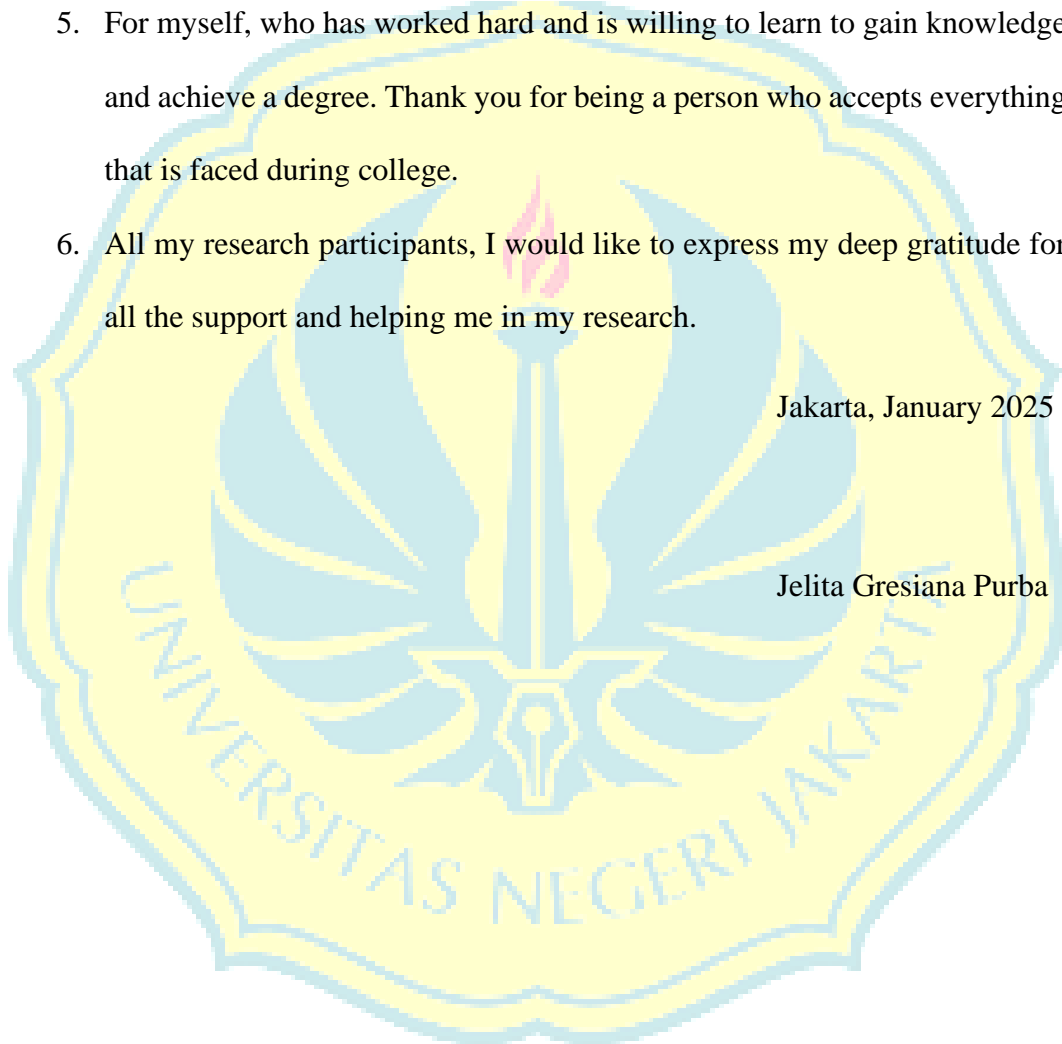 5. For myself, who has worked hard and is willing to learn to gain knowledge
and achieve a degree. Thank you for being a person who accepts everything
that is faced during college.
6. All my research participants, I would like to express my deep gratitude for
all the support and helping me in my research.
Jakarta, January 2025
Jelita Gresiana Purba
UNIVERSITAS NEGERI JAKARTA